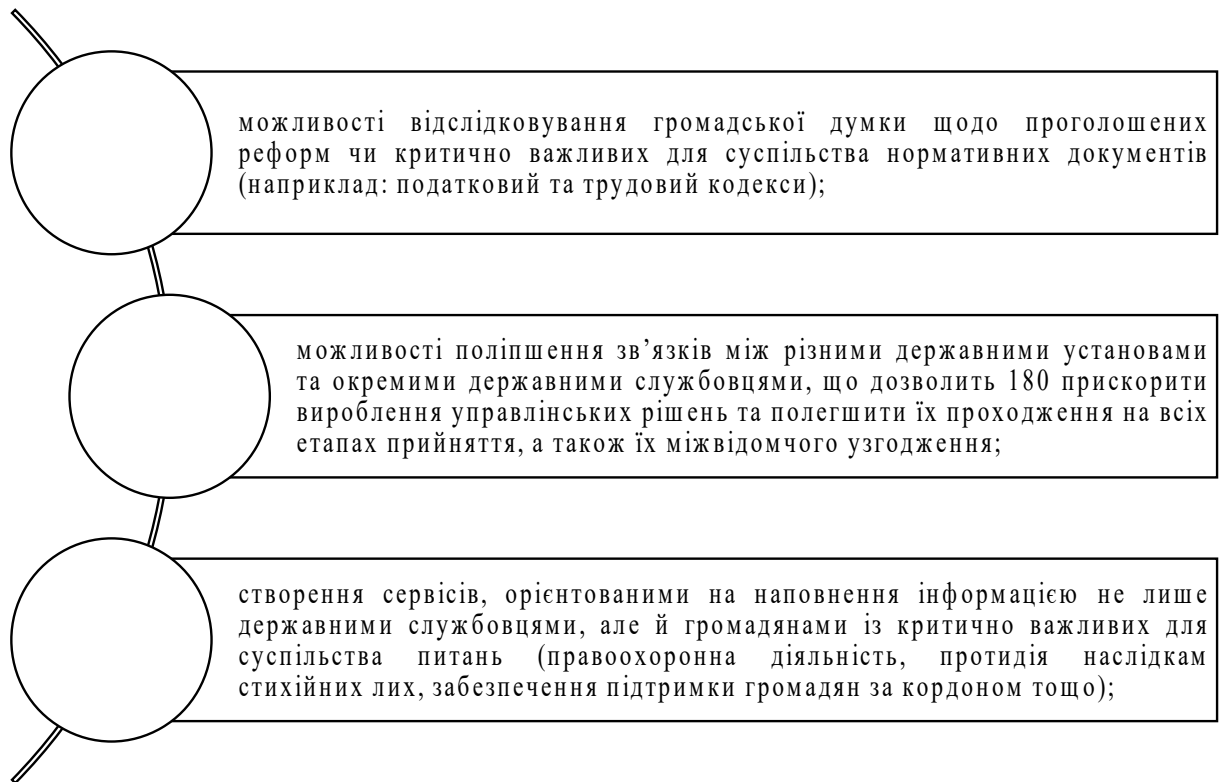 можливості відслідковування громадської думки щодо проголошених
реформ чи критично важливих для суспільства нормативних документів
(наприклад: податковий та трудовий кодекси);
можливості поліпшення зв’язків між різними державними установами
та окремими державними службовцями, що дозволить 180 прискорити
вироблення управлінських рішень та полегшити їх проходження на всіх
етапах прийняття, а також їх міжвідомчого узгодження;
створення сервісів, орієнтованими на наповнення інформацією не лише
державними службовцями, але й громадянами із критично важливих для
суспільства питань (правоохоронна діяльність, протидія наслідкам
стихійних лих, забезпечення підтримки громадян за кордоном тощо);